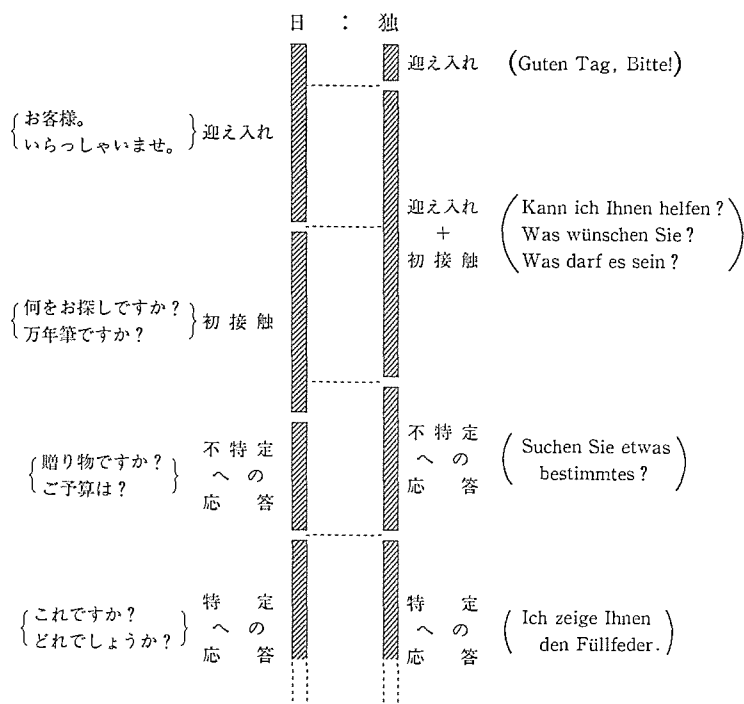 日 : 独
迎え入れ (Guten Tag, Bitte!)
お客様。
いらっしゃいませ。
迎え入れ
迎え入れ
+
初接触
Kann ich Ihnen helfen?
Was wünschen Sie?
Was darf es sein?
何をお探しですか?
万年筆ですか?
初接触
贈り物ですか?
ご予算は?
不特定
への
応答
不特定
への
応答
Suchen Sie etwas
bestimmtes?
これですか?
どれでしょうか?
特定
への
応答
特定
への
応答
Ich zeige Ihnen
den Füllfeder.